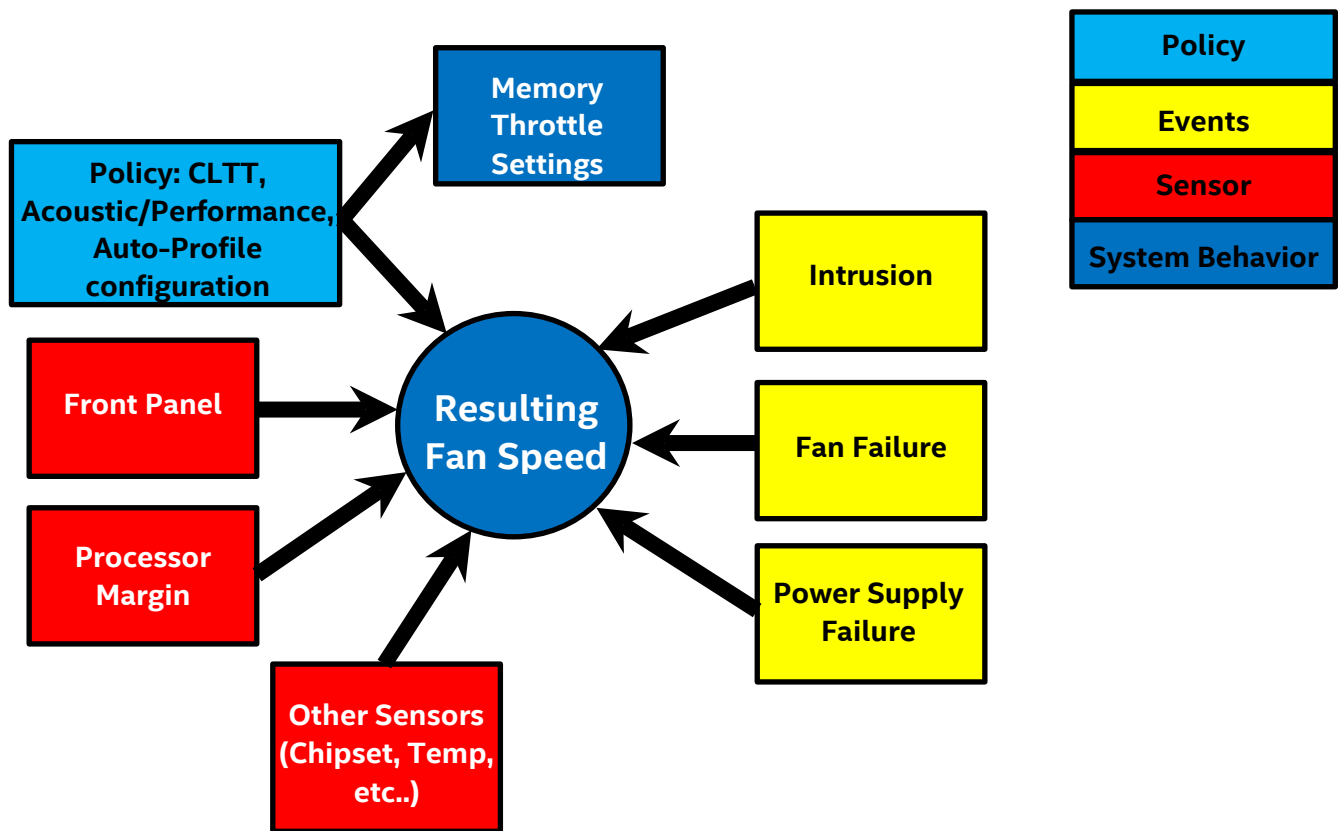 Memory
Throttle
Settings
Policy: CLTT,
Acoustic/Performance,
Auto-Profile
configuration
Front Panel
Processor
Margin
Other Sensors
(Chipset, Temp,
etc..)
Resulting
Fan Speed
Intrusion
Fan Failure
Power Supply
Failure
Policy
Events
Sensor
System Behavior